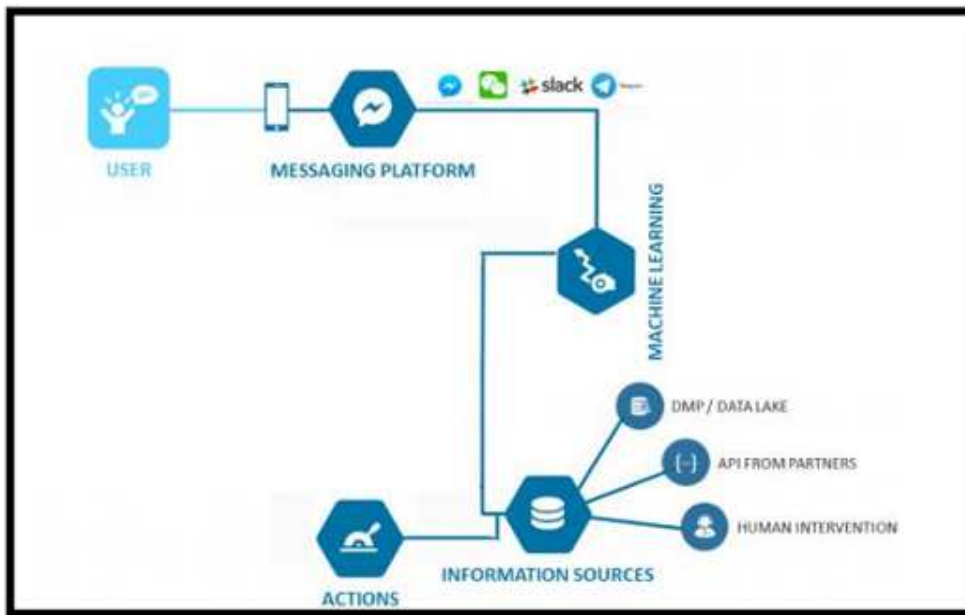 slack
USER
MESSAGING PLATFORM
MACHINE LEARNING
DMP / DATA LAKE
API FROM PARTNERS
HUMAN INTERVENTION
INFORMATION SOURCES
ACTIONS